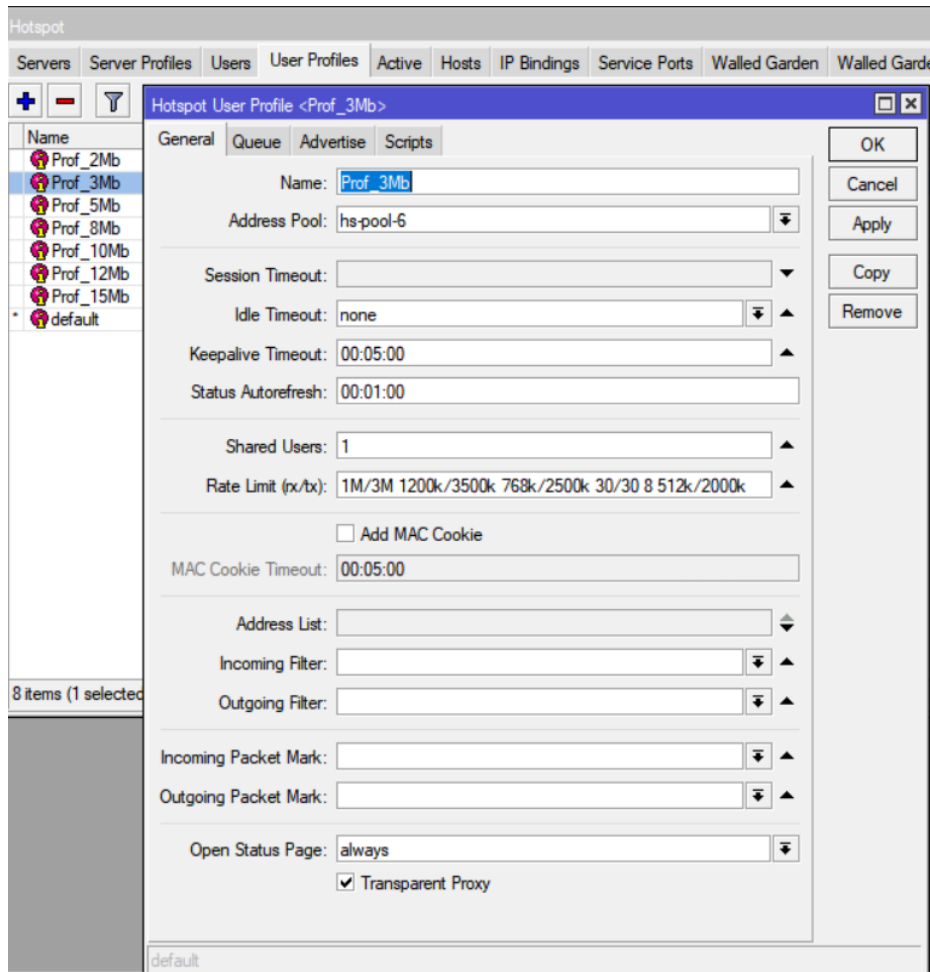 Hotspot
Servers Server Profiles Users User Profiles Active Hosts IP Bindings Service Ports Walled Garden Walled Garde
Hotspot User Profile <Prof_3Mb>
Name
Prof_2Mb
Prof_3Mb
Prof_5Mb
Prof_8Mb
Prof_10Mb
Prof_12Mb
Prof_15Mb
* default
8 items (1 selected
General Queue Advertise Scripts
Name: Prof_3Mb
Address Pool: hs-pool-6
Session Timeout:
Idle Timeout: none
Keepalive Timeout: 00:05:00
Status Autorefresh: 00:01:00
Shared Users: 1
Rate Limit (rx/tx): 1M/3M 1200k/3500k 768k/2500k 30/30 8 512k/2000k
Add MAC Cookie
MAC Cookie Timeout: 00:05:00
Address List:
Incoming Filter:
Outgoing Filter:
Incoming Packet Mark:
Outgoing Packet Mark:
Open Status Page: always
Transparent Proxy
default
OK
Cancel
Apply
Copy
Remove